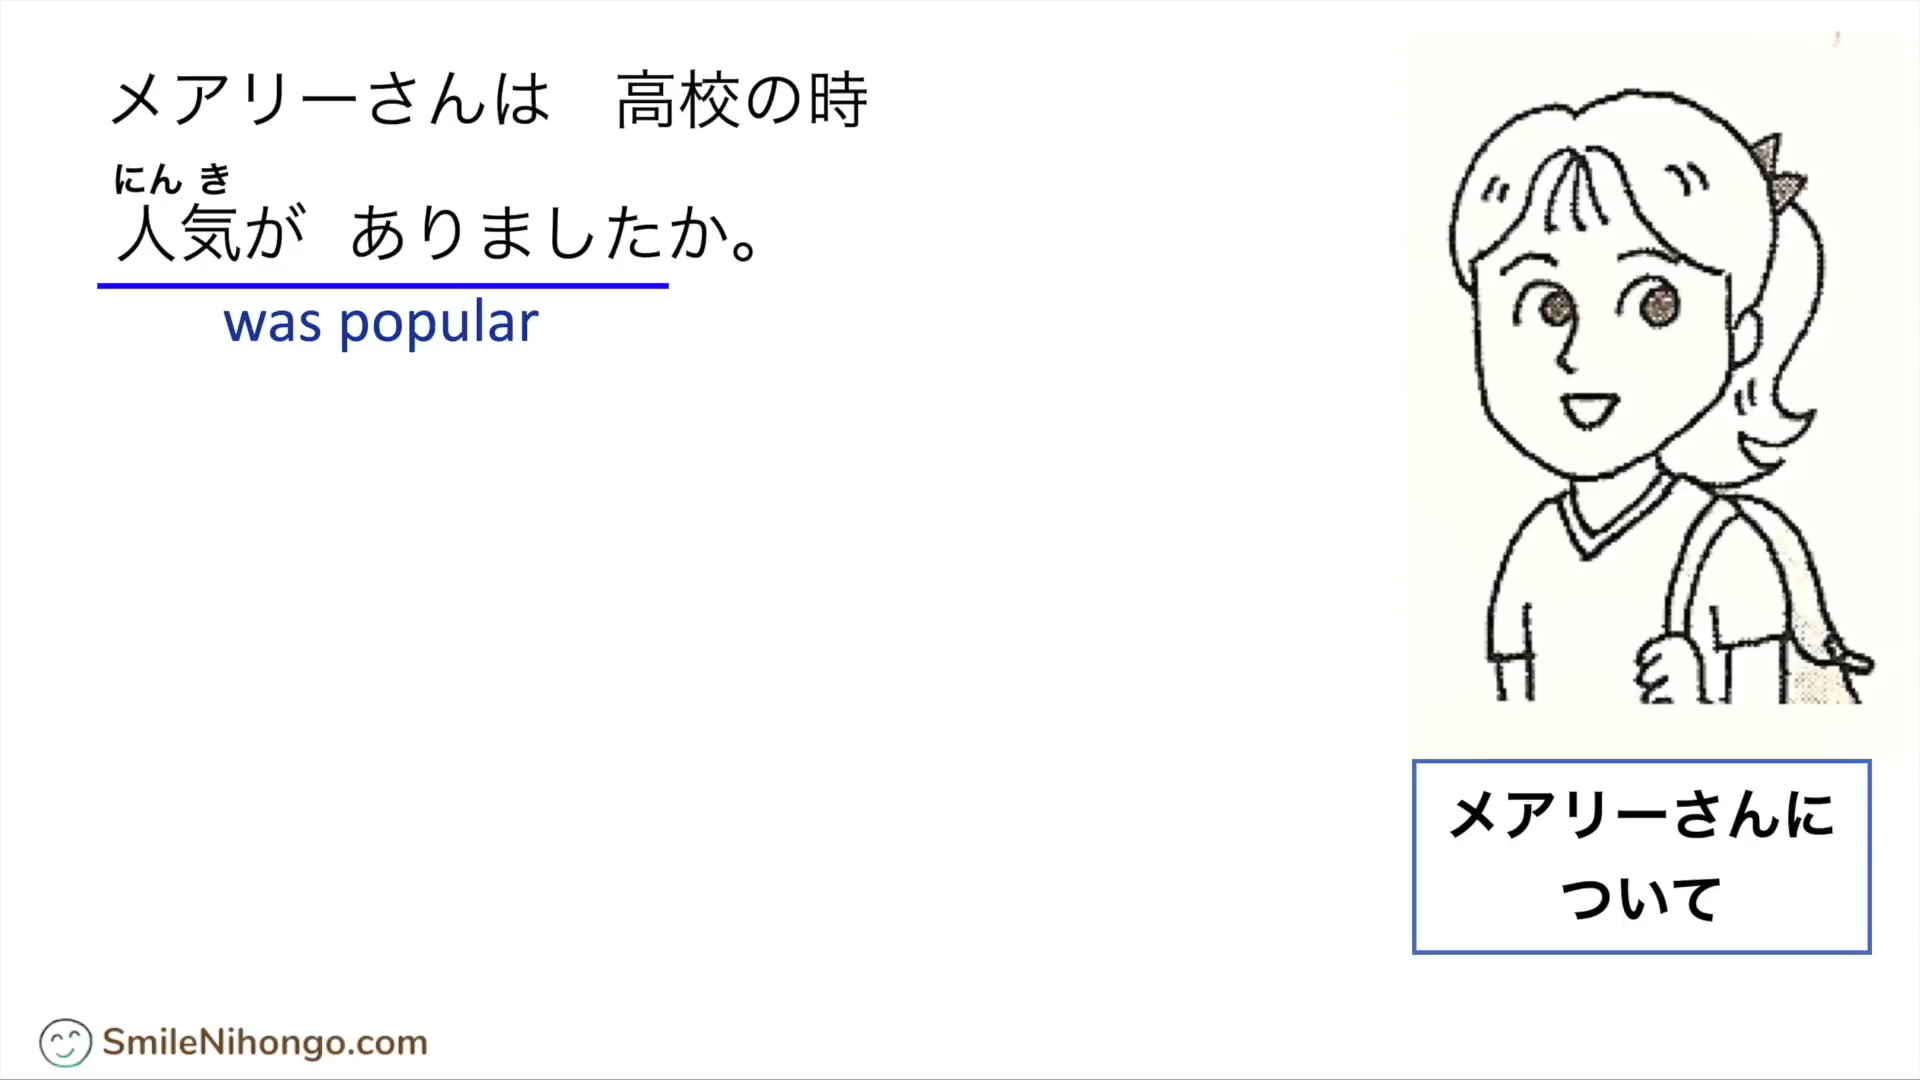 メアリーさんは　高校の時
にん き
人気が ありましたか。
was popular
メアリーさんに
ついて
SmileNihongo.com